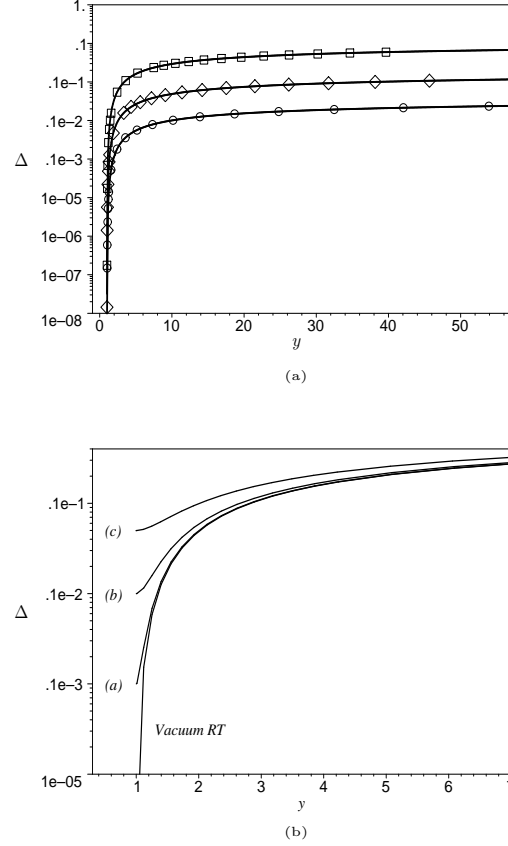 1.
.1
.1e–1
.1e–2
.1e–3
1e–05
1e–06
1e–07
1e–08
Δ
0 10 20 30 40 50
y
(a)
.1e–1
.1e–2
.1e–3
1e–05
Δ
(c)
(b)
(a)
Vacuum RT
1 2 3 4 5 6 7
y
(b)